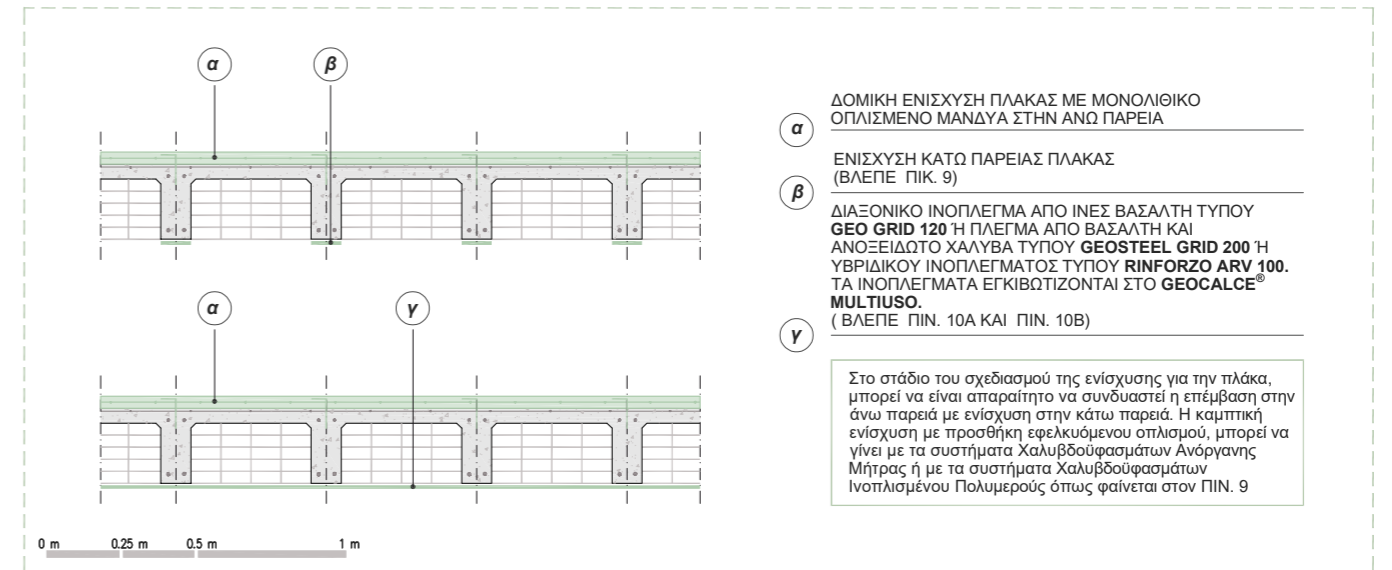 α
β
α
γ
0 m
0.25 m
0.5 m
1 m
α
ΔΟΜΙΚΗ ΕΝΙΣΧΥΣΗ ΠΛΑΚΑΣ ΜΕ ΜΟΝΟΛΙΘΙΚΟ
ΟΠΛΙΣΜΕΝΟ ΜΑΝΔΥΑ ΣΤΗΝ ΑΝΩ ΠΑΡΕΙΑ
β
ΕΝΙΣΧΥΣΗ ΚΑΤΩ ΠΑΡΕΙΑΣ ΠΛΑΚΑΣ
(ΒΛΕΠΕ ΠΙΚ. 9)
γ
ΔΙΑΞΟΝΙΚΟ ΙΝΟΠΛΕΓΜΑ ΑΠΟ ΙΝΕΣ ΒΑΣΑΛΤΗ ΤΥΠΟΥ
GEO GRID 120 Ή ΠΛΕΓΜΑ ΑΠΟ ΒΑΣΑΛΤΗ ΚΑΙ
ΑΝΟΞΕΙΔΩΤΟ ΧΑΛΥΒΑ ΤΥΠΟΥ GEOSTEEL GRID 200 Ή
ΥΒΡΙΔΙΚΟΥ ΙΝΟΠΛΕΓΜΑΤΟΣ ΤΥΠΟΥ RINFORZO ARV 100.
ΤΑ ΙΝΟΠΛΕΓΜΑΤΑ ΕΓΚΙΒΩΤΙΖΟΝΤΑΙ ΣΤΟ GEOCALCE®
MULTIUSO.
( ΒΛΕΠΕ ΠΙΝ. 10Α ΚΑΙ ΠΙΝ. 10Β)
Στο στάδιο του σχεδιασμού της ενίσχυσης για την πλάκα,
μπορεί να είναι απαραίτητο να συνδυαστεί η επέμβαση στην
άνω παρειά με ενίσχυση στην κάτω παρειά. Η καμπτική
ενίσχυση με προσθήκη εφελκυόμενου οπλισμού, μπορεί να
γίνει με τα συστήματα Χαλυβδοϋφασμάτων Ανόργανης
Μήτρας ή με τα συστήματα Χαλυβδοϋφασμάτων
Ινοπλισμένου Πολυμερούς όπως φαίνεται στον ΠΙΝ. 9